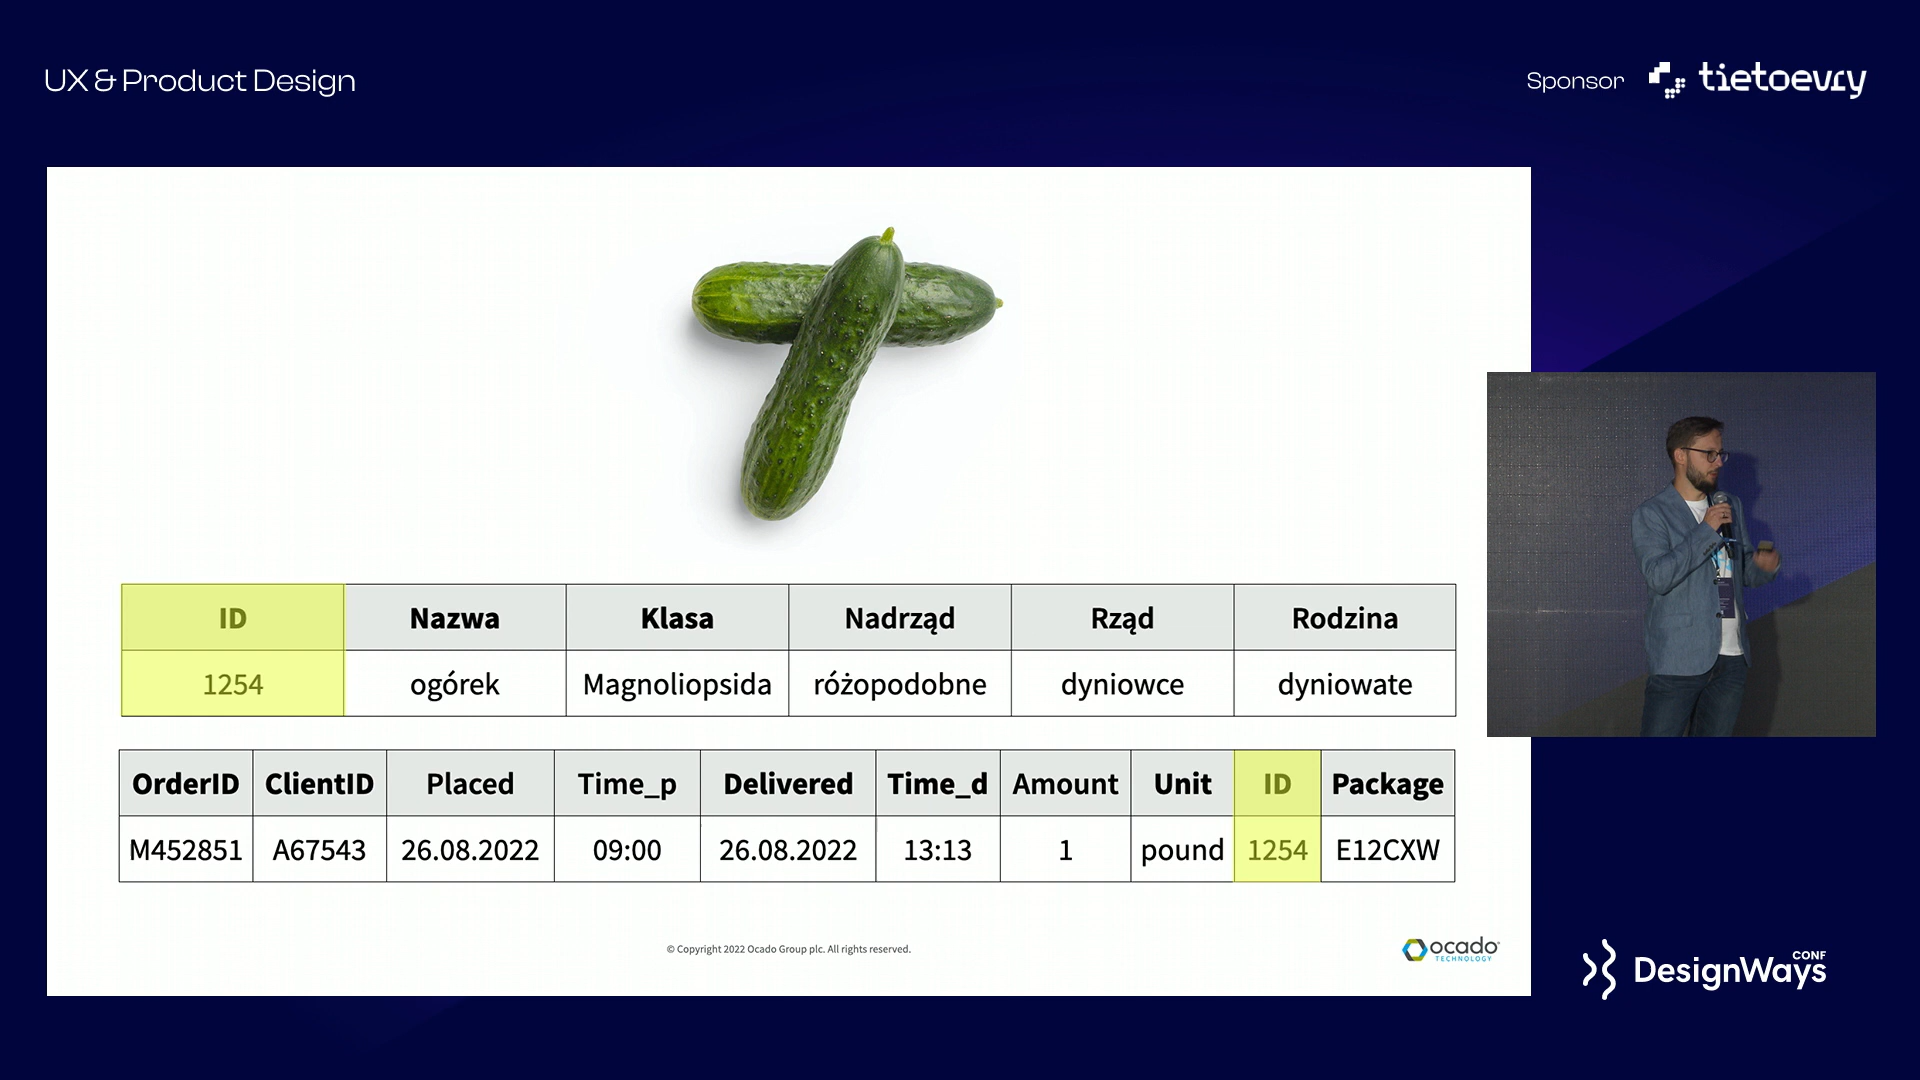 UX & Product Design
Sponsor tietoevry
ID Nazwa Klasa Nadrząd Rząd Rodzina
1254 ogórek Magnoliopsida różopodobne dyniowce dyniowate
OrderID ClientID Placed Time_p Delivered Time_d Amount Unit ID Package
M452851 A67543 26.08.2022 09:00 26.08.2022 13:13 1 pound 1254 E12CXW
© Copyright 2022 Ocado Group plc. All rights reserved.
ocado
TECHNOLOGY
DesignWays CONF